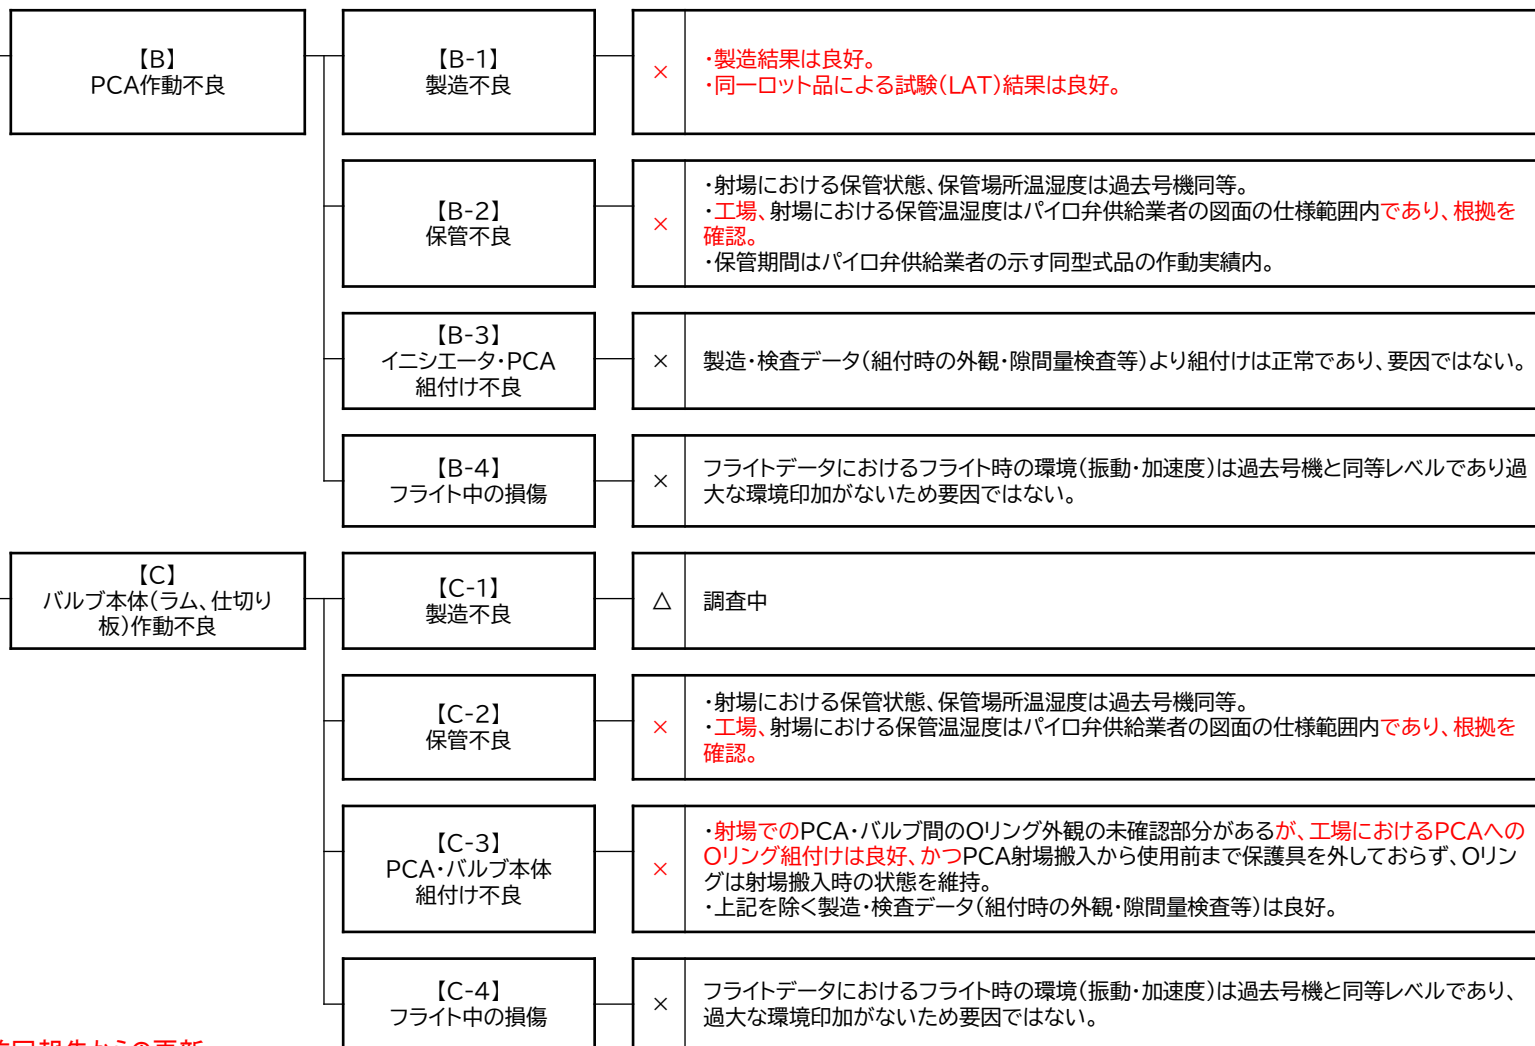 【B】
PCA作動不良
【B-1】
製造不良
×
・製造結果は良好。
・同一ロット品による試験(LAT)結果は良好。
【B-2】
保管不良
×
・射場における保管状態、保管場所温湿度は過去号機同等。
・工場、射場における保管温湿度はパイロ弁供給業者の図面の仕様範囲内であり、根拠を
確認。
・保管期間はパイロ弁供給業者の示す同型式品の作動実績内。
【B-3】
イニシエータ・PCA
組付け不良
×
製造・検査データ(組付時の外観・隙間量検査等)より組付けは正常であり、要因ではない。
【B-4】
フライト中の損傷
×
フライトデータにおけるフライト時の環境(振動・加速度)は過去号機と同等レベルであり過
大な環境印加がないため要因ではない。
【C】
バルブ本体(ラム、仕切り
板)作動不良
【C-1】
製造不良
△
調査中
【C-2】
保管不良
×
・射場における保管状態、保管場所温湿度は過去号機同等。
・工場、射場における保管温湿度はパイロ弁供給業者の図面の仕様範囲内であり、根拠を
確認。
【C-3】
PCA・バルブ本体
組付け不良
×
・射場でのPCA・バルブ間のOリング外観の未確認部分があるが、工場におけるPCAへの
Oリング組付けは良好、かつPCA射場搬入から使用前まで保護具を外しておらず、Oリン
グは射場搬入時の状態を維持。
・上記を除く製造・検査データ(組付時の外観・隙間量検査等)は良好。
【C-4】
フライト中の損傷
×
フライトデータにおけるフライト時の環境(振動・加速度)は過去号機と同等レベルであり、
過大な環境印加がないため要因ではない。
回報告からの更新